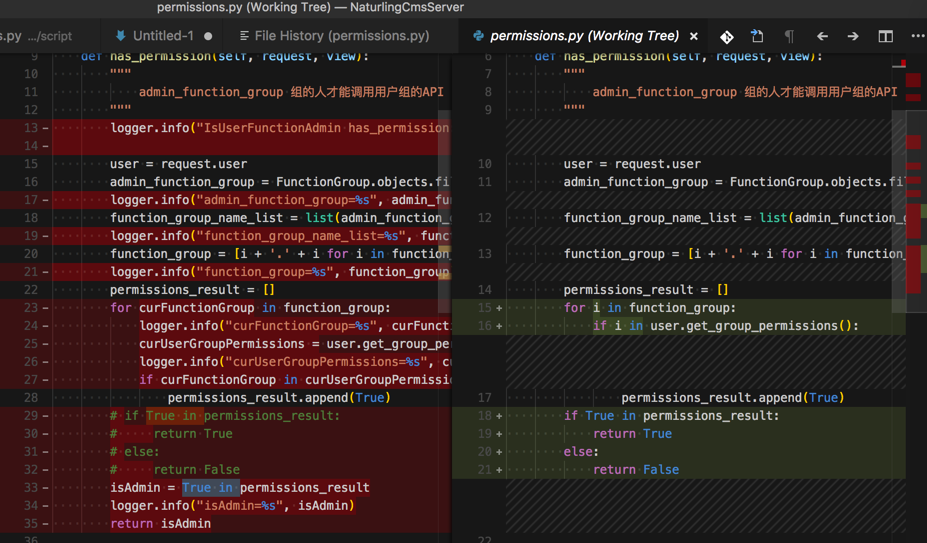 permissions.py (Working Tree) — NaturlingCmsServer
s.py .../script
Untitled-1
File History (permissions.py)
permissions.py (Working Tree)
9 def has_permission(self, request, view):
10 """
11 admin_function_group 组的人才能调用用户组的API
12 """
13 - logger.info("IsUserFunctionAdmin has_permission
14 -
15 user = request.user
16 admin_function_group = FunctionGroup.objects.fi
17 - logger.info("admin_function_group=%s", admin_fu
18 function_group_name_list = list(admin_function_
19 - logger.info("function_group_name_list=%s", func
20 function_group = [i + '.' + i for i in function
21 - logger.info("function_group=%s", function_group
22 permissions_result = []
23 - for curFunctionGroup in function_group:
24 - logger.info("curFunctionGroup=%s", curFuncti
25 - curUserGroupPermissions = user.get_group_pe
26 - logger.info("curUserGroupPermissions=%s", c
27 - if curFunctionGroup in curUserGroupPermissi
28 permissions_result.append(True)
29 - # if True in permissions_result:
30 - # return True
31 - # else:
32 - # return False
33 - isAdmin = True in permissions_result
34 - logger.info("isAdmin=%s", isAdmin)
35 - return isAdmin
36
6 def has_permission(self, request, view):
7 """
8 admin_function_group 组的人才能调用用户组的API
9 """
10 user = request.user
11 admin_function_group = FunctionGroup.objects.fi
12 function_group_name_list = list(admin_function_g
13 function_group = [i + '.' + i for i in function_
14 permissions_result = []
15 + for i in function_group:
16 + if i in user.get_group_permissions():
17 permissions_result.append(True)
18 + if True in permissions_result:
19 + return True
20 + else:
21 + return False
22